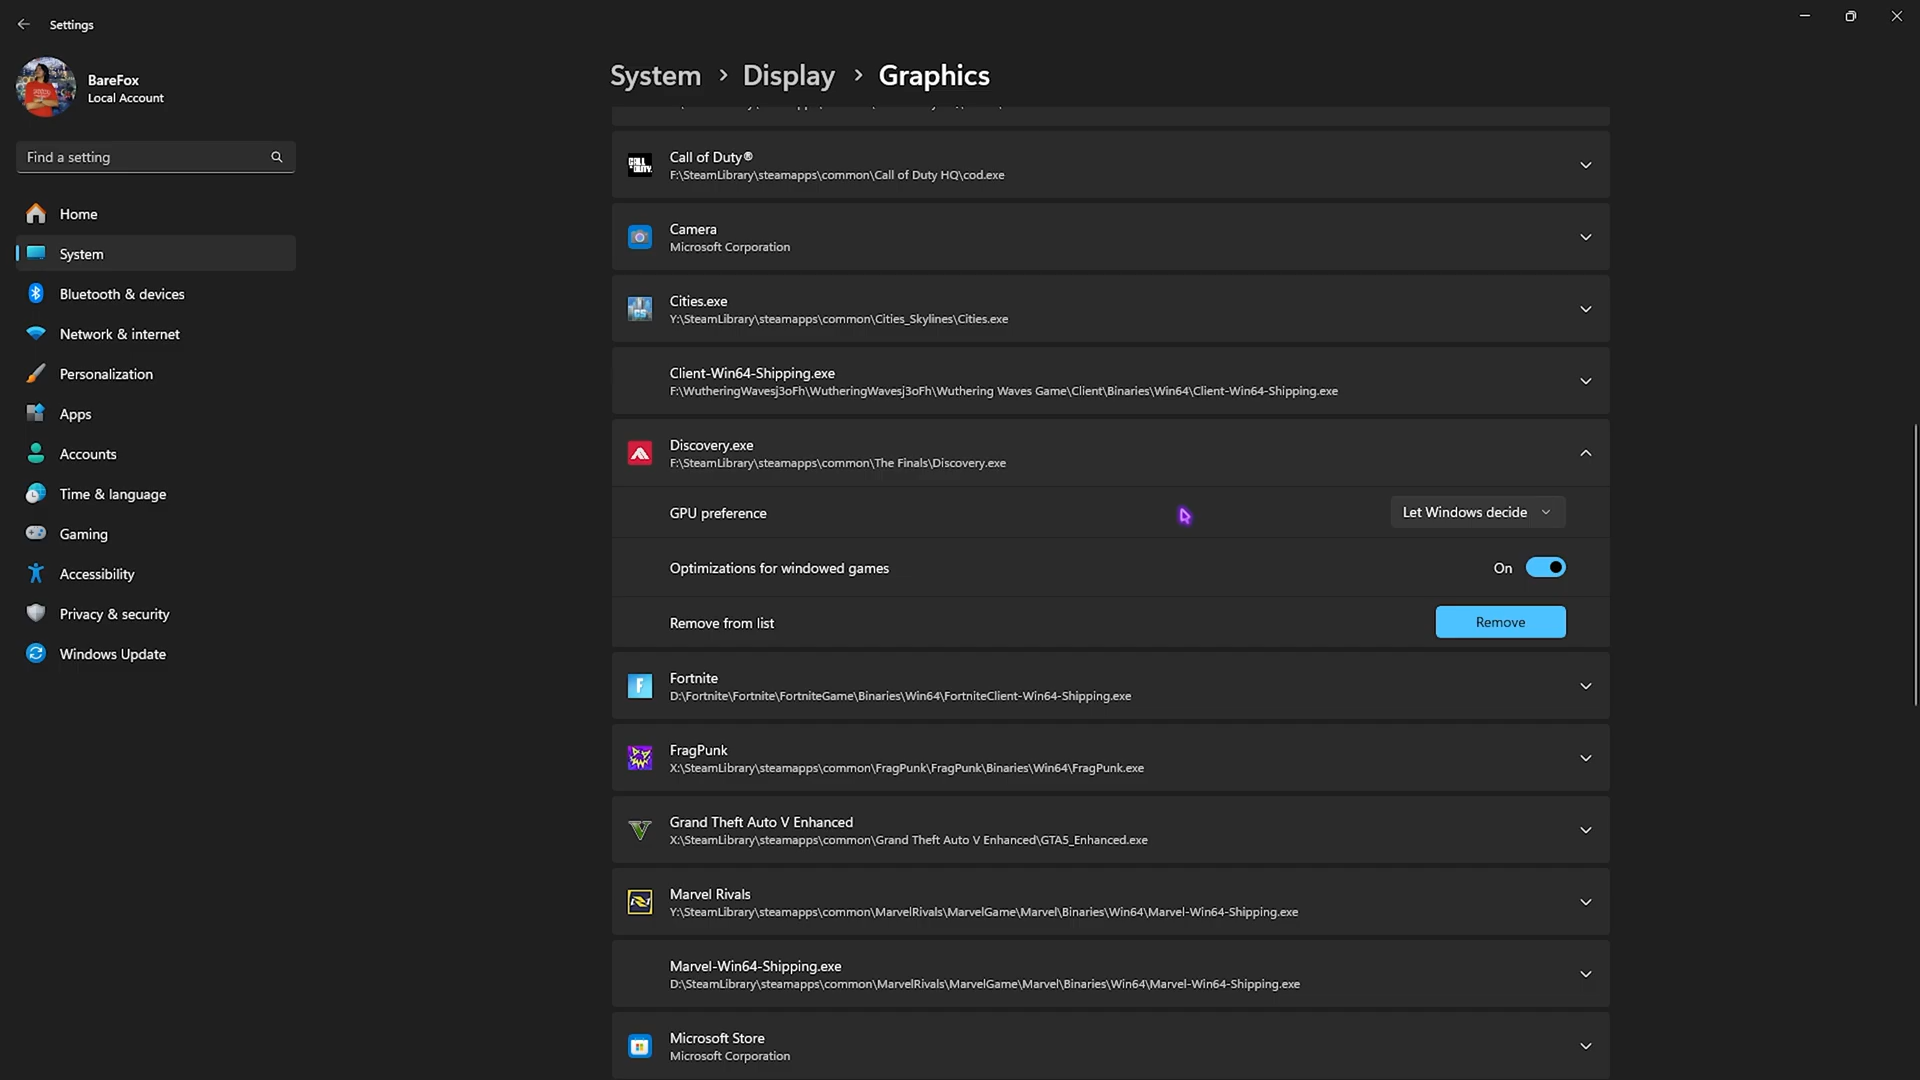 Settings
BareFox
Local Account
Find a setting
Home
System
Bluetooth & devices
Network & internet
Personalization
Apps
Accounts
Time & language
Gaming
Accessibility
Privacy & security
Windows Update
System > Display > Graphics
Call of Duty®
F:\SteamLibrary\steamapps\common\Call of Duty HQ\cod.exe
Camera
Microsoft Corporation
Cities.exe
Y:\SteamLibrary\steamapps\common\Cities_Skylines\Cities.exe
Client-Win64-Shipping.exe
F:\WutheringWavesj3oFh\WutheringWavesj3oFh\Wuthering Waves Game\Client\Binaries\Win64\Client-Win64-Shipping.exe
Discovery.exe
F:\SteamLibrary\steamapps\common\The Finals\Discovery.exe
GPU preference
Let Windows decide
Optimizations for windowed games
On
Remove from list
Remove
Fortnite
D:\Fortnite\Fortnite\FortniteGame\Binaries\Win64\FortniteClient-Win64-Shipping.exe
FragPunk
X:\SteamLibrary\steamapps\common\FragPunk\FragPunk\Binaries\Win64\FragPunk.exe
Grand Theft Auto V Enhanced
X:\SteamLibrary\steamapps\common\Grand Theft Auto V Enhanced\GTA5_Enhanced.exe
Marvel Rivals
Y:\SteamLibrary\steamapps\common\MarvelRivals\MarvelGame\Marvel\Binaries\Win64\Marvel-Win64-Shipping.exe
Marvel-Win64-Shipping.exe
D:\SteamLibrary\steamapps\common\MarvelRivals\MarvelGame\Marvel\Binaries\Win64\Marvel-Win64-Shipping.exe
Microsoft Store
Microsoft Corporation